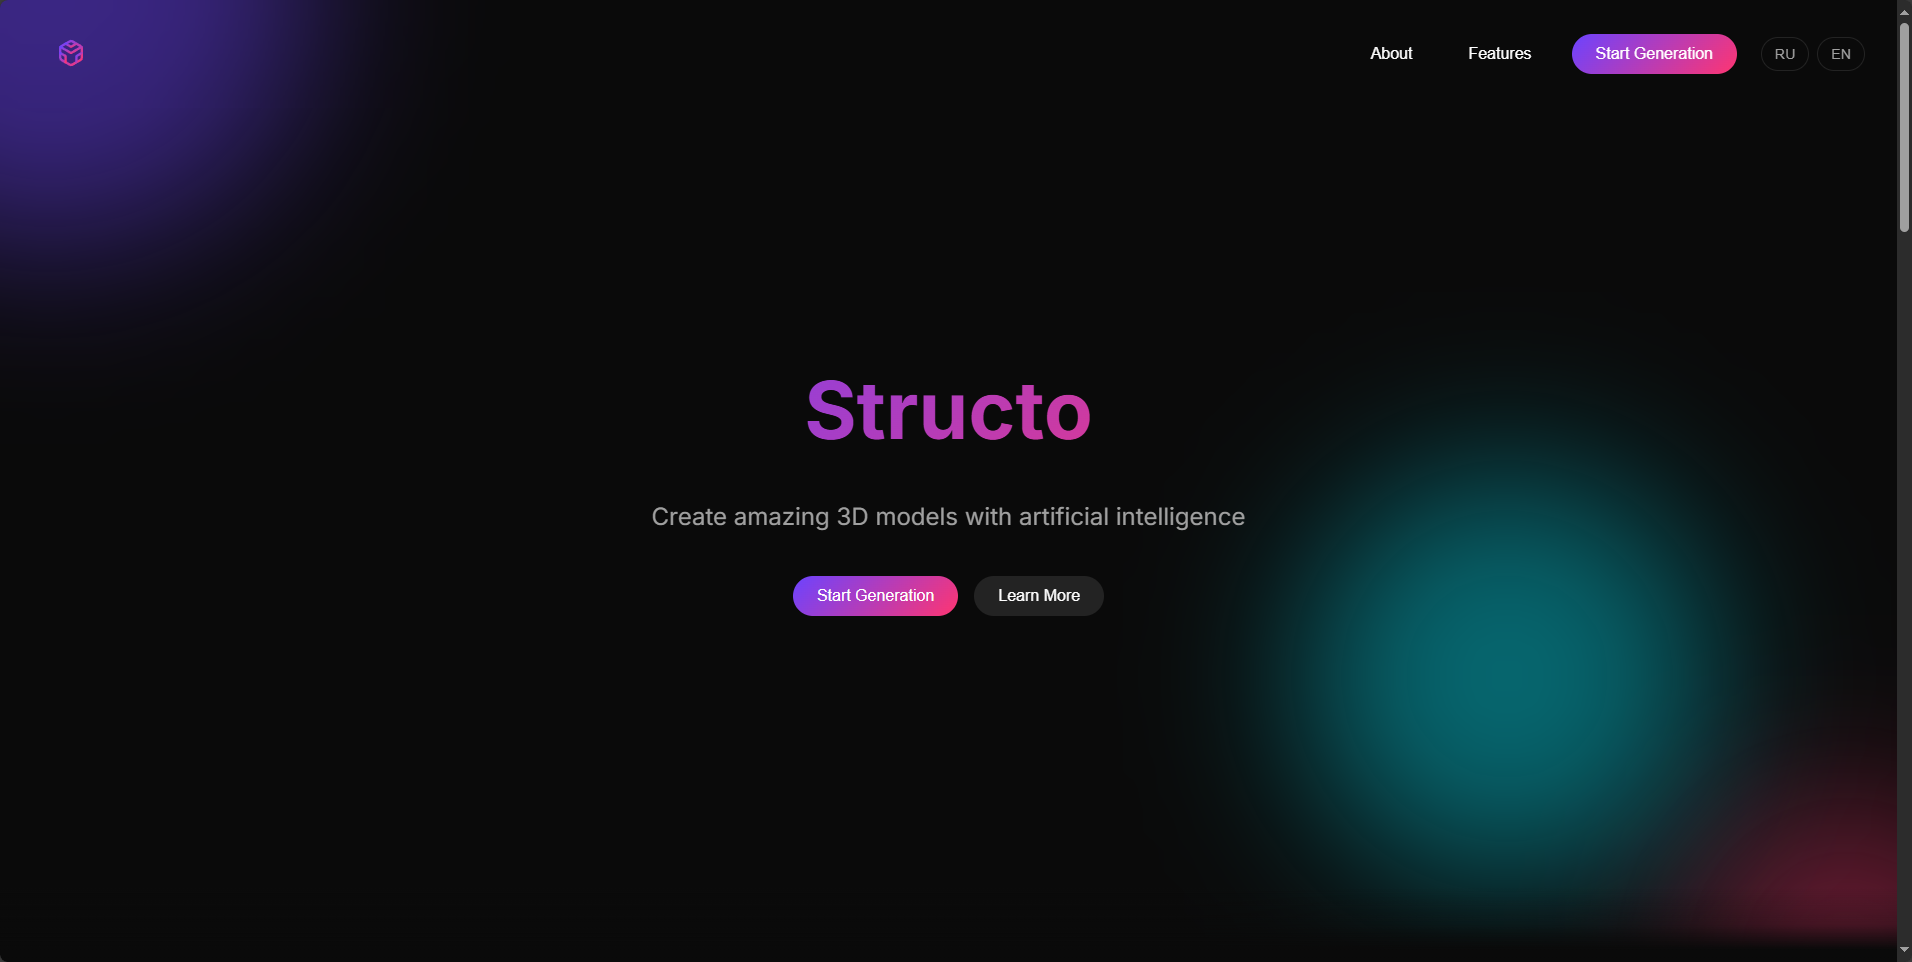 About Features Start Generation RU EN
Structo
Create amazing 3D models with artificial intelligence
Start Generation Learn More